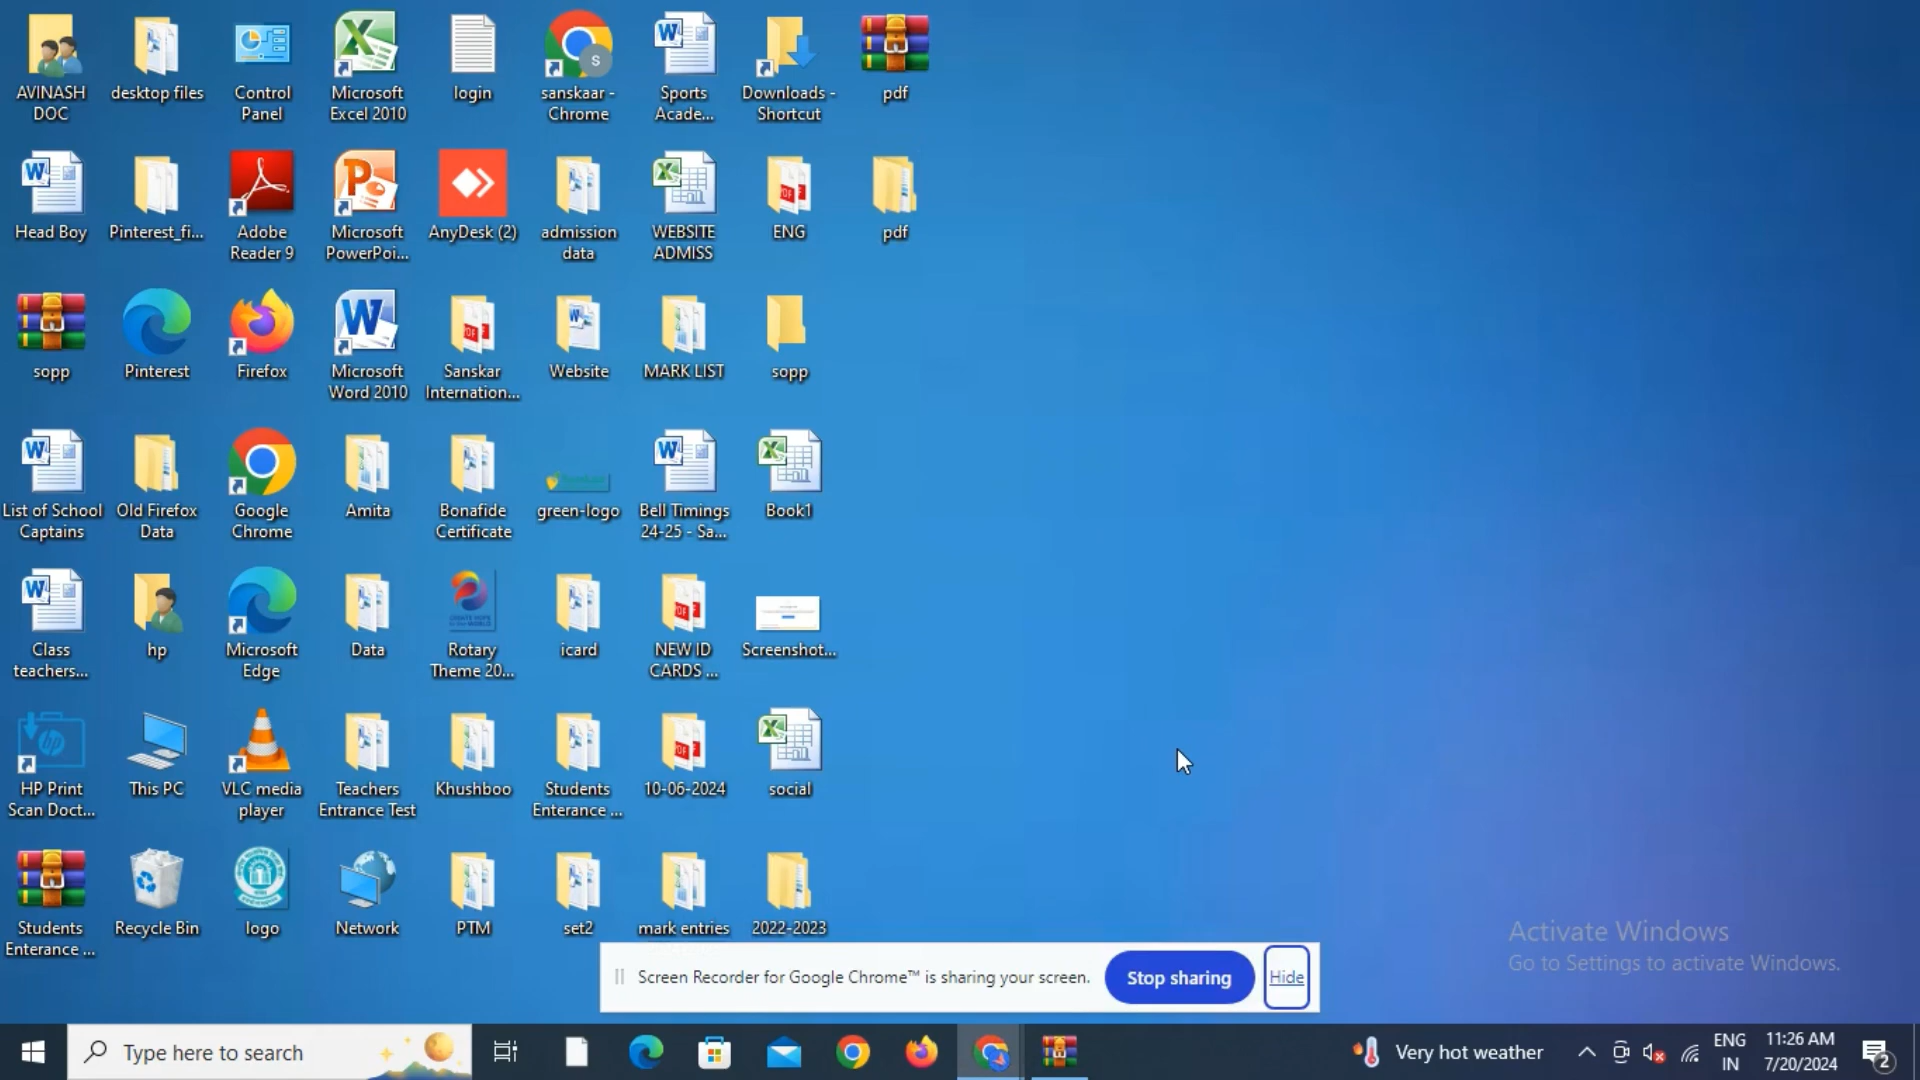 AVINASH
DOC
desktop files
Control
Panel
Microsoft
Excel 2010
login
sanskaar -
Chrome
Sports
Acade...
Downloads -
Shortcut
pdf
Head Boy
Pinterest_fi...
Adobe
Reader 9
Microsoft
PowerPoi...
AnyDesk (2)
admission
data
WEBSITE
ADMISS
ENG
pdf
sopp
Pinterest
Firefox
Microsoft
Word 2010
Sanskar
Internation...
Website
MARK LIST
sopp
List of School
Captains
Old Firefox
Data
Google
Chrome
Amita
Bonafide
Certificate
green-logo
Bell Timings
24-25 - Sa...
Book1
Class
teachers...
hp
Microsoft
Edge
Data
Rotary
Theme 20...
icard
NEW ID
CARDS ...
Screenshot...
HP Print
Scan Doct...
This PC
VLC media
player
Teachers
Entrance Test
Khushboo
Students
Enterance ...
10-06-2024
social
Students
Enterance ...
Recycle Bin
logo
Network
PTM
set2
mark entries
2022-2023
Activate Windows
Go to Settings to activate Windows.
Screen Recorder for Google Chrome™ is sharing your screen.
Stop sharing
Hide
Type here to search
Very hot weather
ENG
IN
11:26 AM
7/20/2024
2